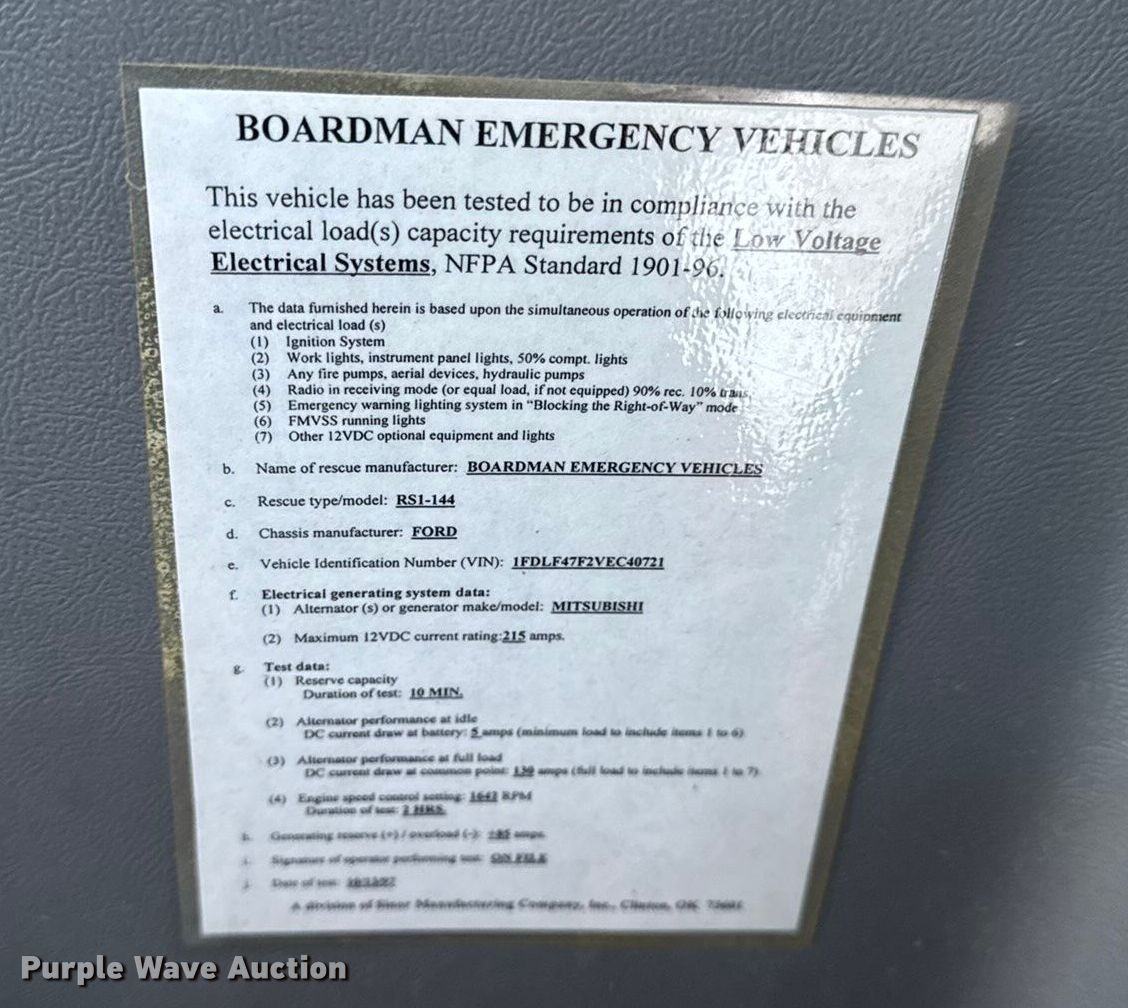 BOARDMAN EMERGENCY VEHICLES
This vehicle has been tested to be in compliance with the
electrical load(s) capacity requirements of the Low Voltage
Electrical Systems, NFPA Standard 1901-96.
a. The data furnished herein is based upon the simultaneous operation of the following electrical equipment
and electrical load (s)
(1) Ignition System
(2) Work lights, instrument panel lights, 50% compt. lights
(3) Any fire pumps, aerial devices, hydraulic pumps
(4) Radio in receiving mode (or equal load, if not equipped) 90% rec. 10% trans.
(5) Emergency warning lighting system in “Blocking the Right-of-Way” mode
(6) FMVSS running lights
(7) Other 12VDC optional equipment and lights
b. Name of rescue manufacturer: BOARDMAN EMERGENCY VEHICLES
c. Rescue type/model: RS1-144
d. Chassis manufacturer: FORD
e. Vehicle Identification Number (VIN): 1FDLF47F2VEC40721
f. Electrical generating system data:
(1) Alternator (s) or generator make/model: MITSUBISHI
(2) Maximum 12VDC current rating:215 amps.
g. Test data:
(1) Reserve capacity
Duration of test: 10 MIN.
(2) Alternator performance at idle
DC current draw at battery: 5 amps (minimum load to include items 1 to 6)
(3) Alternator performance at full load
DC current draw at common point: 130 amps (full load to include items 1 to 7)
(4) Engine speed control setting: RPM
Duration of test: 2 HRS.
h. Generating reserve (+) / overload (-): amps.
i. Signature of operator performing test: ON FILE
j. Date of test:
A division of Manufacturing Company, Inc., Clinton, OK
Purple Wave Auction